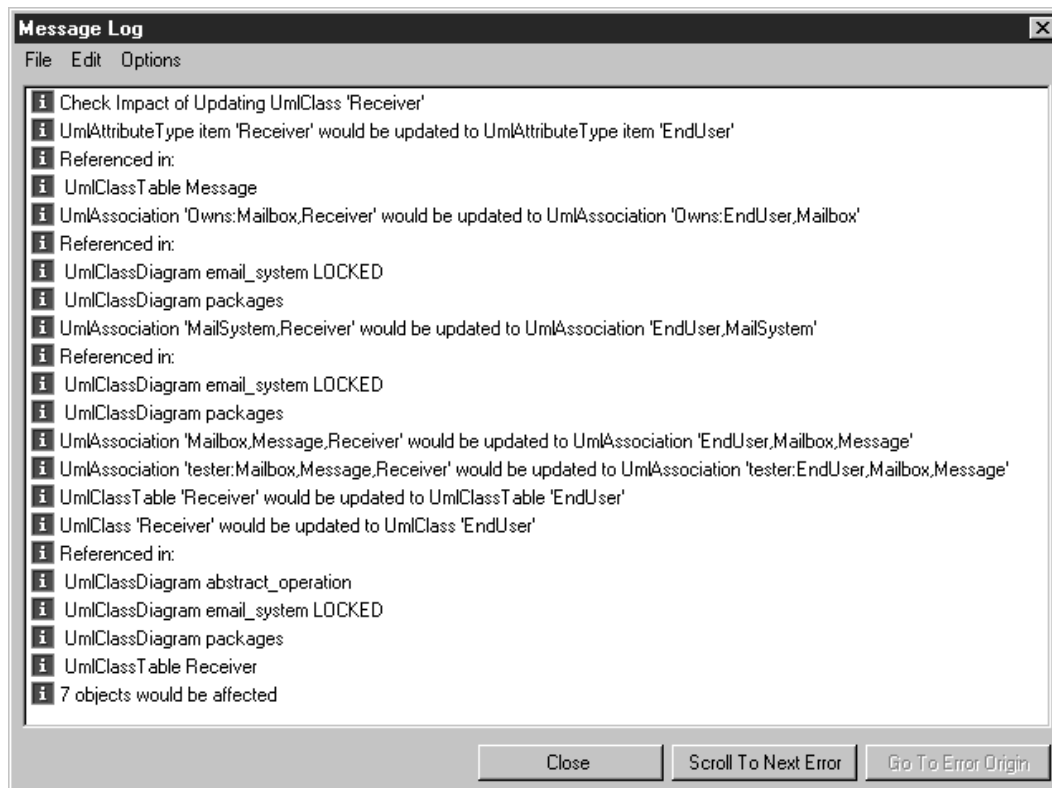 Message Log
File Edit Options
Check Impact of Updating UmlClass 'Receiver'
UmlAttributeType item 'Receiver' would be updated to UmlAttributeType item 'EndUser'
Referenced in:
UmlClassTable Message
UmlAssociation 'Owns:Mailbox,Receiver' would be updated to UmlAssociation 'Owns:EndUser,Mailbox'
Referenced in:
UmlClassDiagram email_system LOCKED
UmlClassDiagram packages
UmlAssociation 'MailSystem,Receiver' would be updated to UmlAssociation 'EndUser,MailSystem'
Referenced in:
UmlClassDiagram email_system LOCKED
UmlClassDiagram packages
UmlAssociation 'Mailbox,Message,Receiver' would be updated to UmlAssociation 'EndUser,Mailbox,Message'
UmlAssociation 'tester:Mailbox,Message,Receiver' would be updated to UmlAssociation 'tester:EndUser,Mailbox,Message'
UmlClassTable 'Receiver' would be updated to UmlClassTable 'EndUser'
UmlClass 'Receiver' would be updated to UmlClass 'EndUser'
Referenced in:
UmlClassDiagram abstract_operation
UmlClassDiagram email_system LOCKED
UmlClassDiagram packages
UmlClassTable Receiver
7 objects would be affected
Close Scroll To Next Error Go To Error Origin